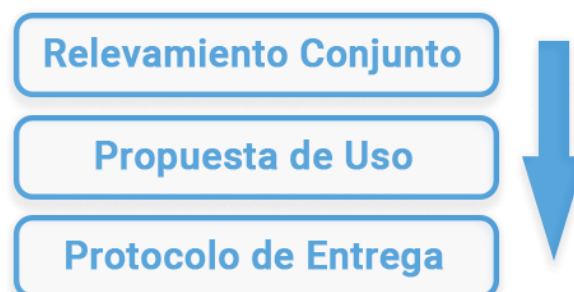 Relevamiento Conjunto
Propuesta de Uso
Protocolo de Entrega